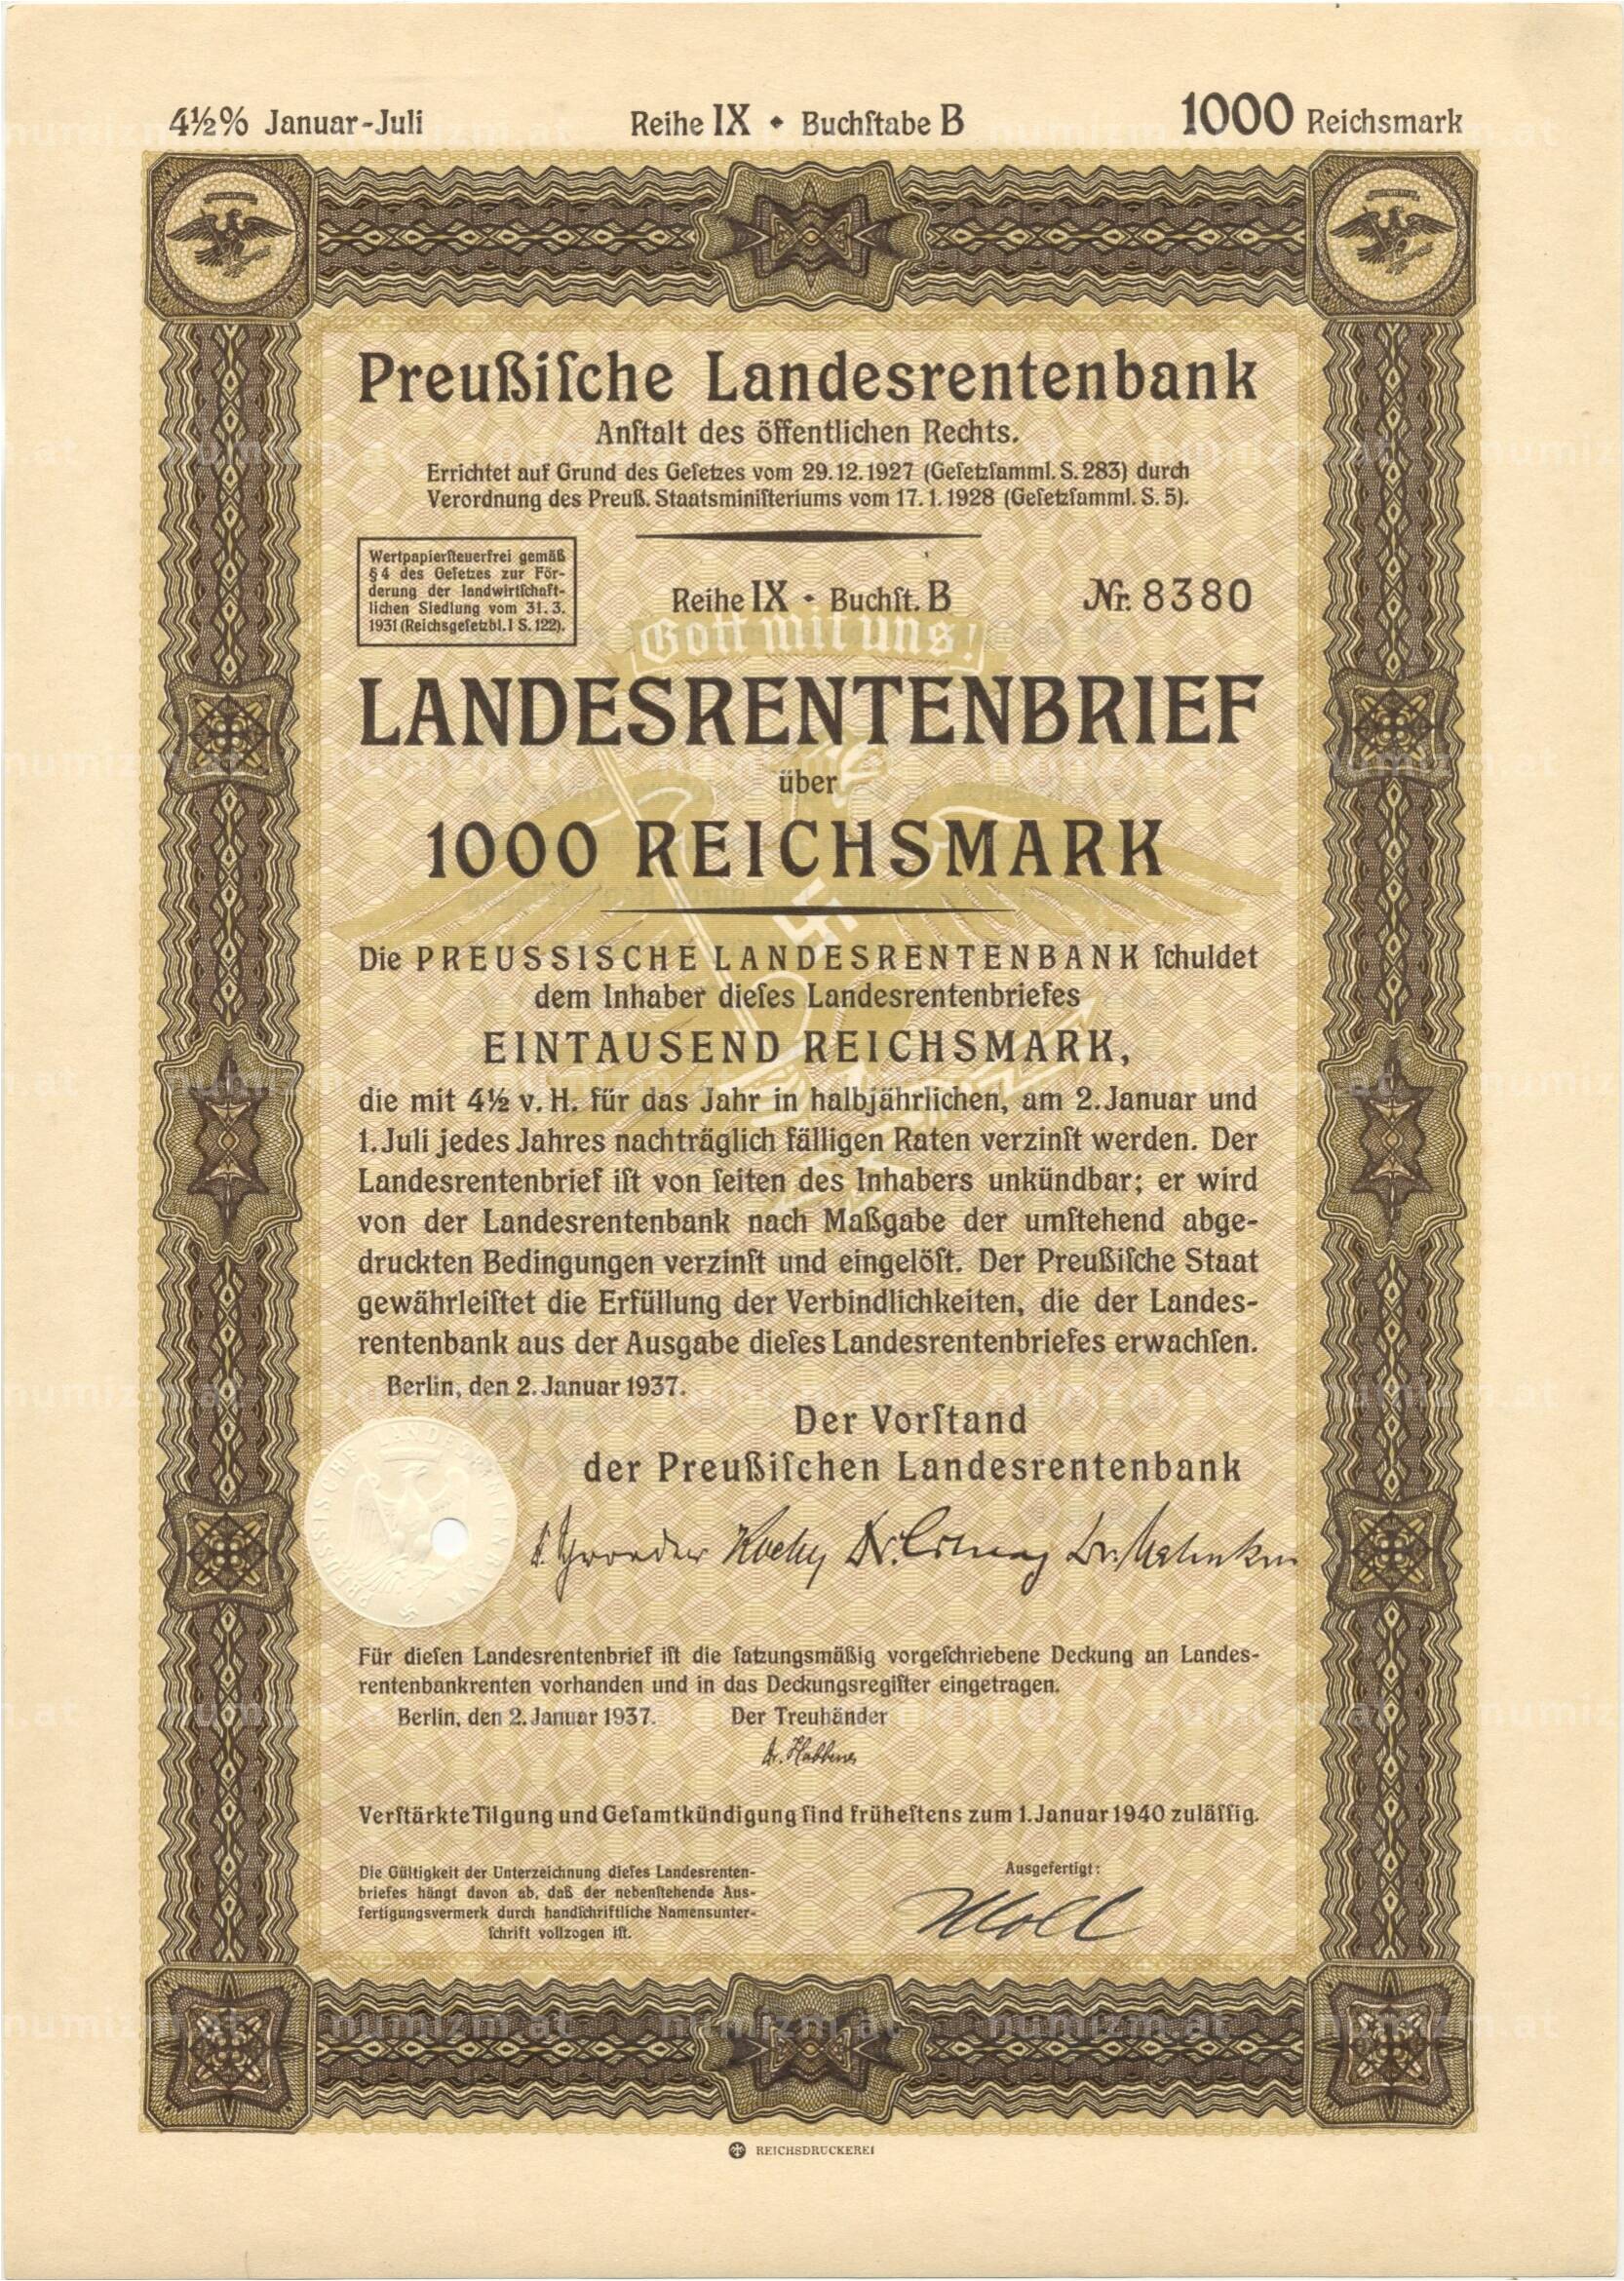 4½% Januar-Juli
Reihe IX • Buchſtabe B
1000 Reichsmark
Preußiſche Landesrentenbank
Anſtalt des öffentlichen Rechts.
Errichtet auf Grund des Geſetzes vom 29.12.1927 (Geſetzſamml. S. 283) durch
Verordnung des Preuß. Staatsminiſteriums vom 17.1.1928 (Geſetzſamml. S. 5).
Wertpapierſteuerfrei gemäß
§ 4 des Geſetzes zur För-
derung der landwirtſchaft-
lichen Siedlung vom 31. 3.
1931 (Reichsgeſetzbl. I S. 122).
Reihe IX • Buchſt. B
Nr. 8380
Gott mit uns!
LANDESRENTENBRIEF
über
1000 REICHSMARK
Die PREUSSISCHE LANDESRENTENBANK ſchuldet
dem Inhaber dieſes Landesrentenbriefes
EINTAUSEND REICHSMARK,
die mit 4½ v. H. für das Jahr in halbjährlichen, am 2. Januar und
1. Juli jedes Jahres nachträglich fälligen Raten verzinſt werden. Der
Landesrentenbrief iſt von ſeiten des Inhabers unkündbar; er wird
von der Landesrentenbank nach Maßgabe der umſtehend abge-
druckten Bedingungen verzinſt und eingelöſt. Der Preußiſche Staat
gewährleiſtet die Erfüllung der Verbindlichkeiten, die der Landes-
rentenbank aus der Ausgabe dieſes Landesrentenbriefes erwachſen.
Berlin, den 2. Januar 1937.
Der Vorſtand
der Preußiſchen Landesrentenbank
PREUSSISCHE LANDESRENTENBANK
Für dieſen Landesrentenbrief iſt die ſatzungsmäßig vorgeſchriebene Deckung an Landes-
rentenbankrenten vorhanden und in das Deckungsregiſter eingetragen.
Berlin, den 2. Januar 1937. Der Treuhänder
Verſtärkte Tilgung und Geſamtkündigung ſind früheſtens zum 1. Januar 1940 zuläſſig.
Die Gültigkeit der Unterzeichnung dieſes Landesrenten-
briefes hängt davon ab, daß der nebenſtehende Aus-
fertigungsvermerk durch handſchriftliche Namensunter-
ſchrift vollzogen iſt.
Ausgefertigt:
REICHSDRUCKEREI
numizm.at